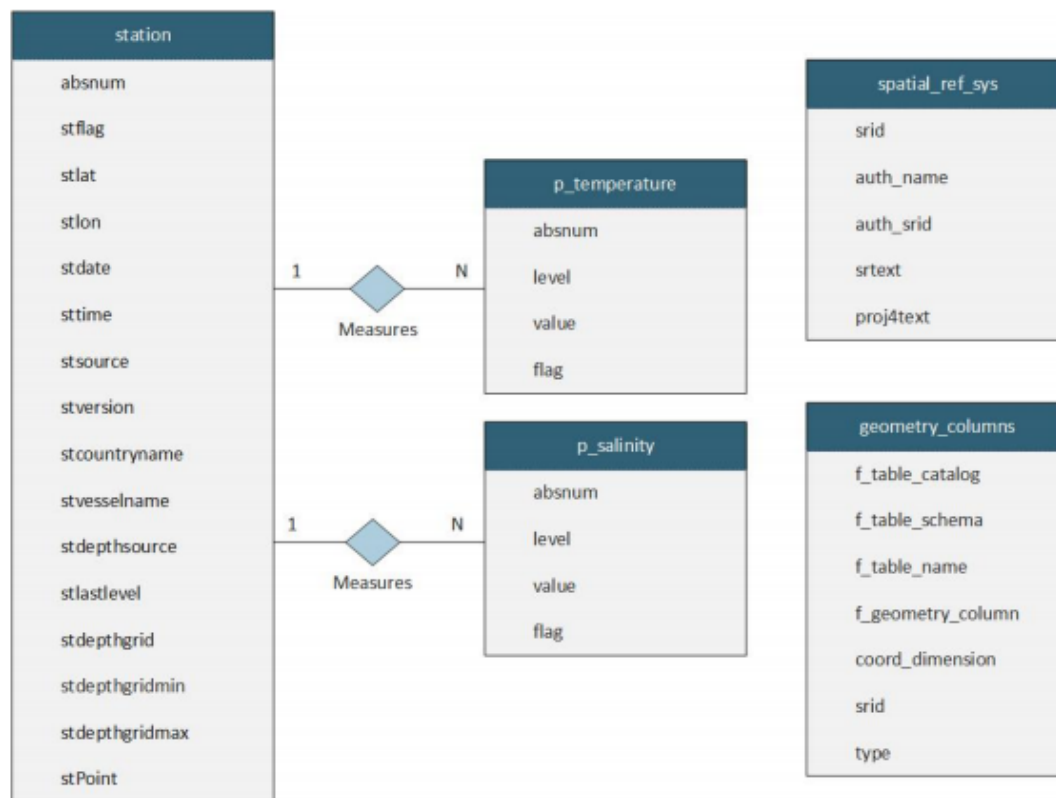 station
absnum
stflag
stlat
stlon
stdate
sttime
stsource
stversion
stcountryname
stvesselname
stdepthsource
stlastlevel
stdepthgrid
stdepthgridmin
stdepthgridmax
stPoint
1
N
Measures
1
N
Measures
p_temperature
absnum
level
value
flag
p_salinity
absnum
level
value
flag
spatial_ref_sys
srid
auth_name
auth_srid
srtext
proj4text
geometry_columns
f_table_catalog
f_table_schema
f_table_name
f_geometry_column
coord_dimension
srid
type